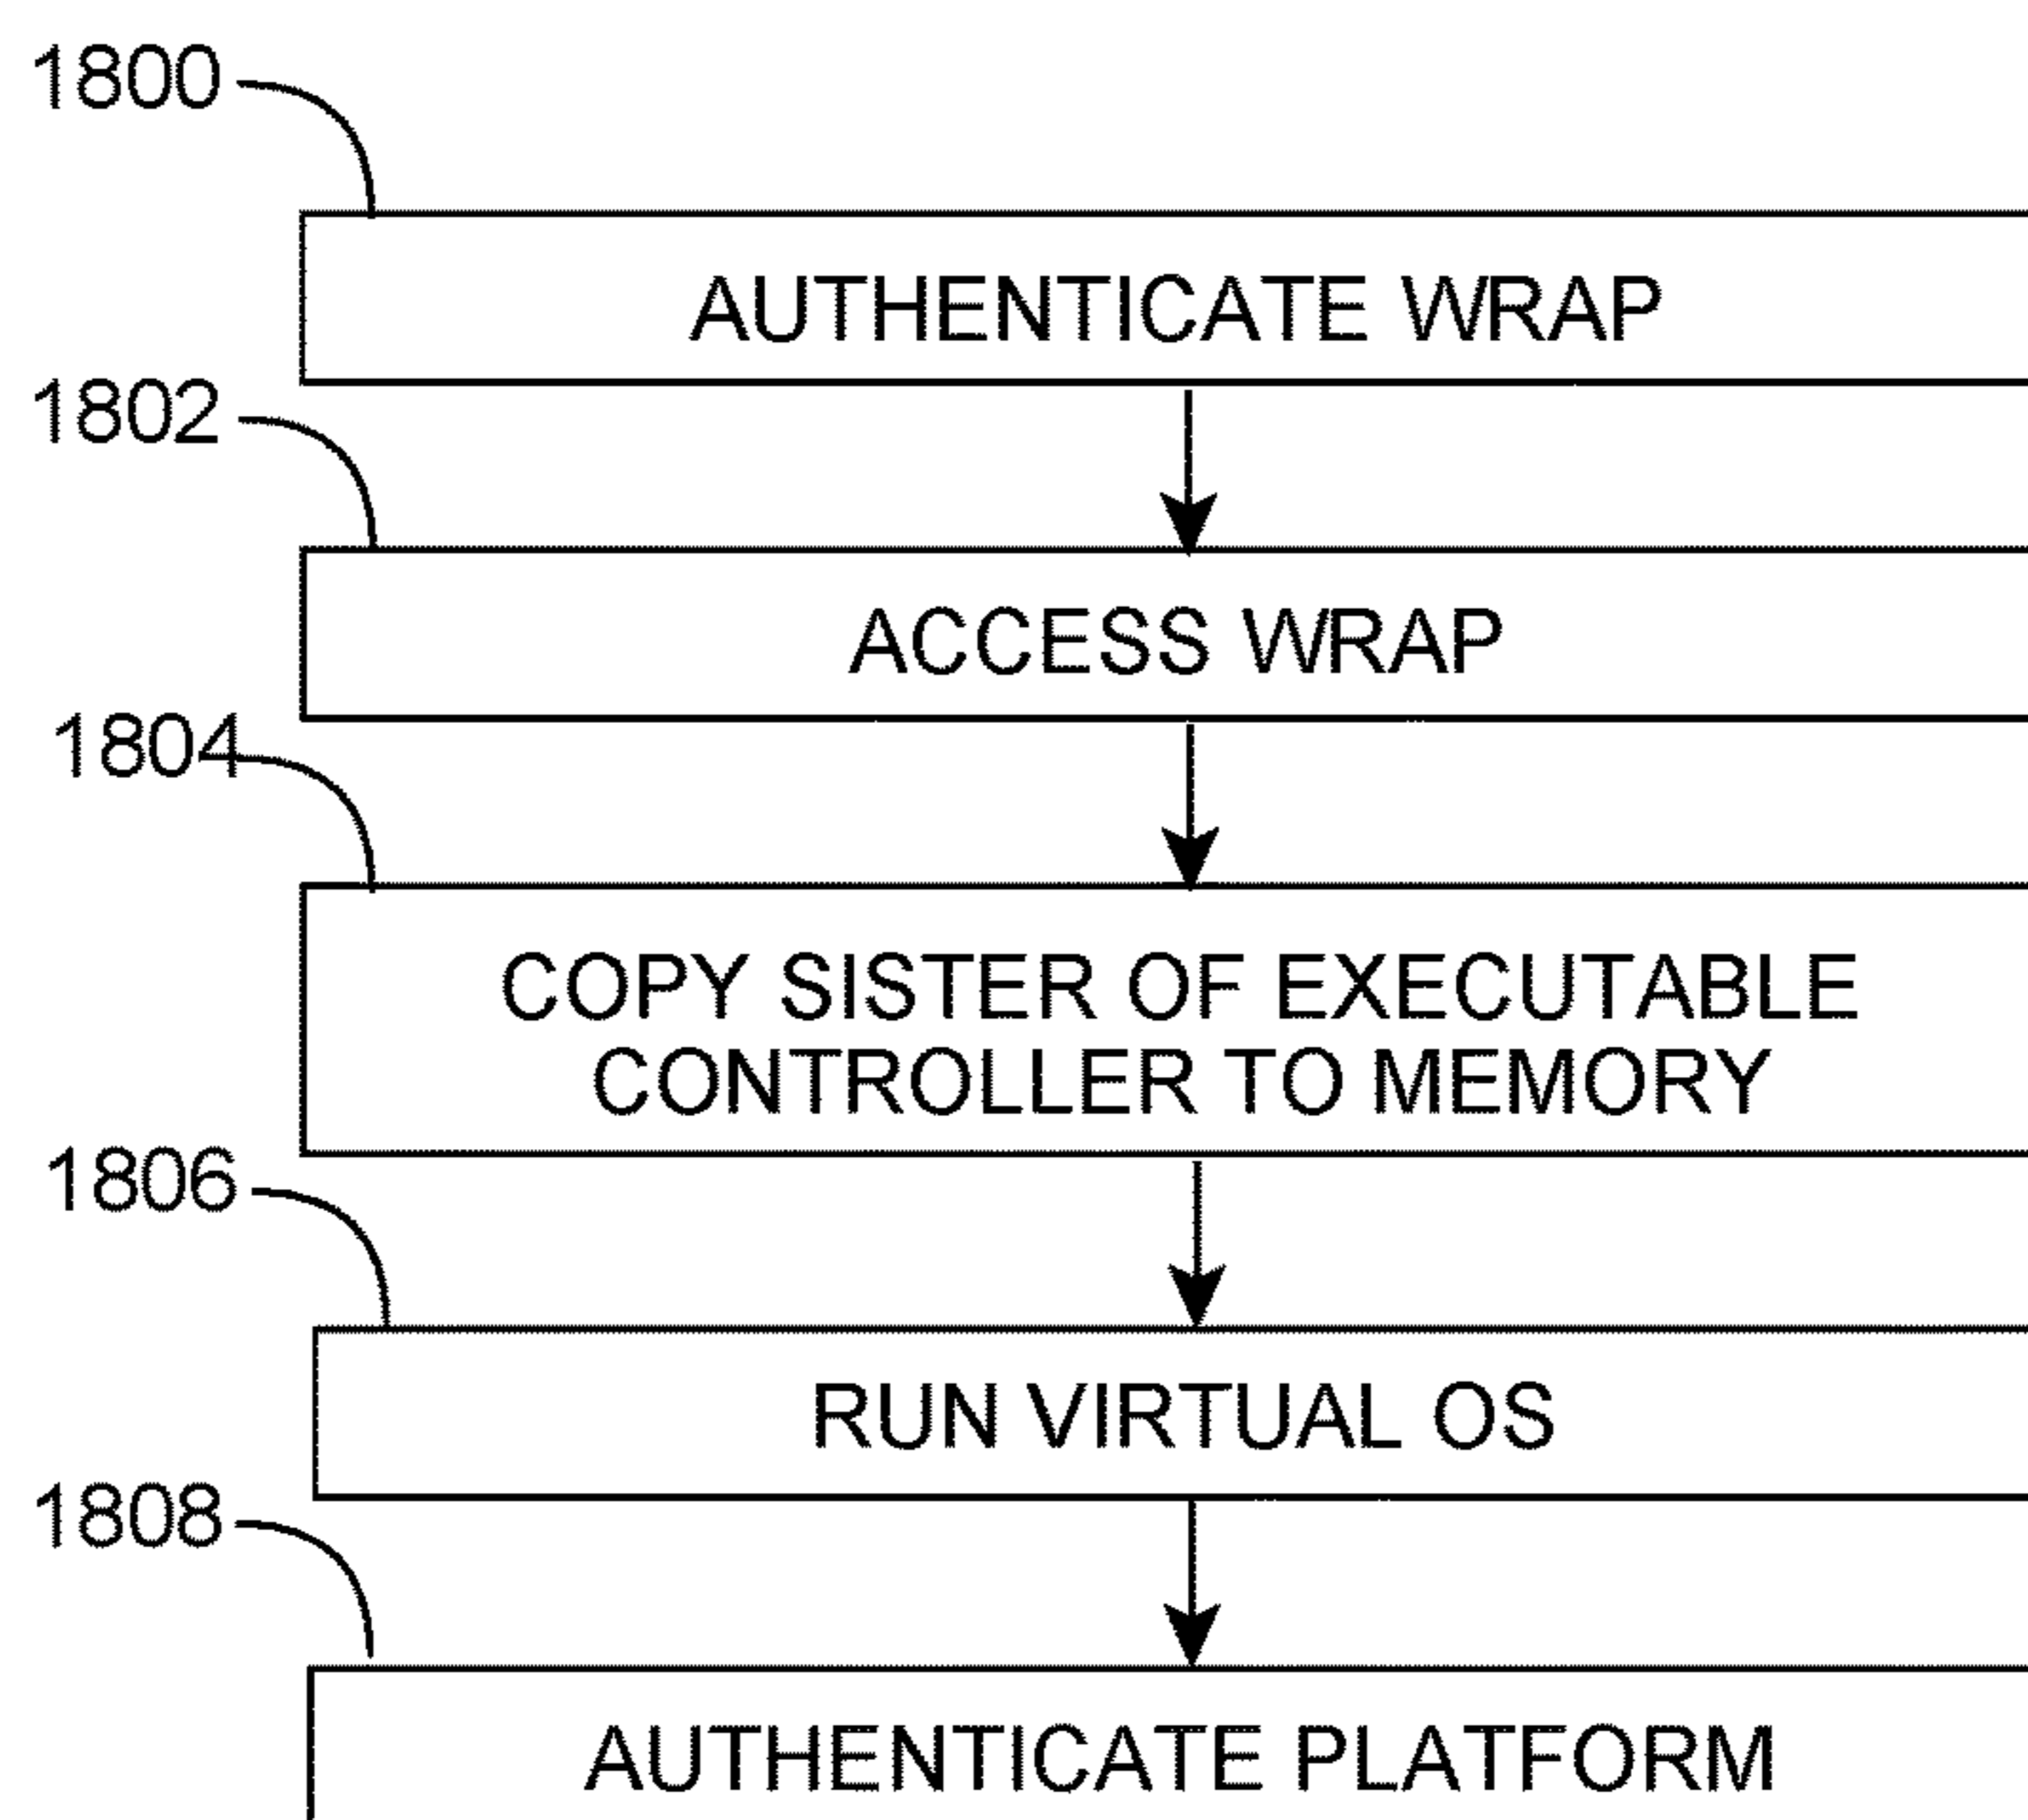 1800
AUTHENTICATE WRAP
1802
ACCESS WRAP
1804
COPY SISTER OF EXECUTABLE
CONTROLLER TO MEMORY
1806
RUN VIRTUAL OS
1808
AUTHENTICATE PLATFORM